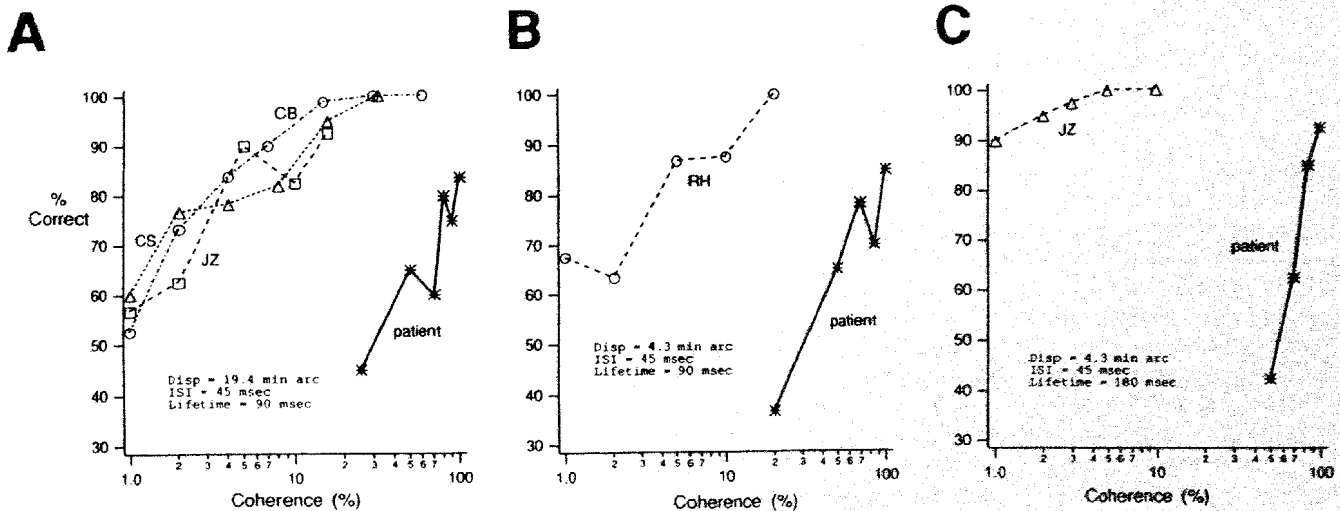 A
B
C
100
90
80
70
60
50
40
30
%
Correct
CB
CS
JZ
patient
Disp = 19.4 min arc
ISI = 45 msec
Lifetime = 90 msec
1.0
2
3
4
5
6
7
10
2
3
4
5
6
7
100
Coherence (%)
100
90
80
70
60
50
40
30
RH
patient
Disp = 4.3 min arc
ISI = 45 msec
Lifetime = 90 msec
1.0
2
3
4
5
6
7
10
2
3
4
5
6
7
100
Coherence (%)
100
90
80
70
60
50
40
30
JZ
patient
Disp = 4.3 min arc
ISI = 45 msec
Lifetime = 180 msec
1.0
2
3
4
5
6
7
10
2
3
4
5
6
7
100
Coherence (%)